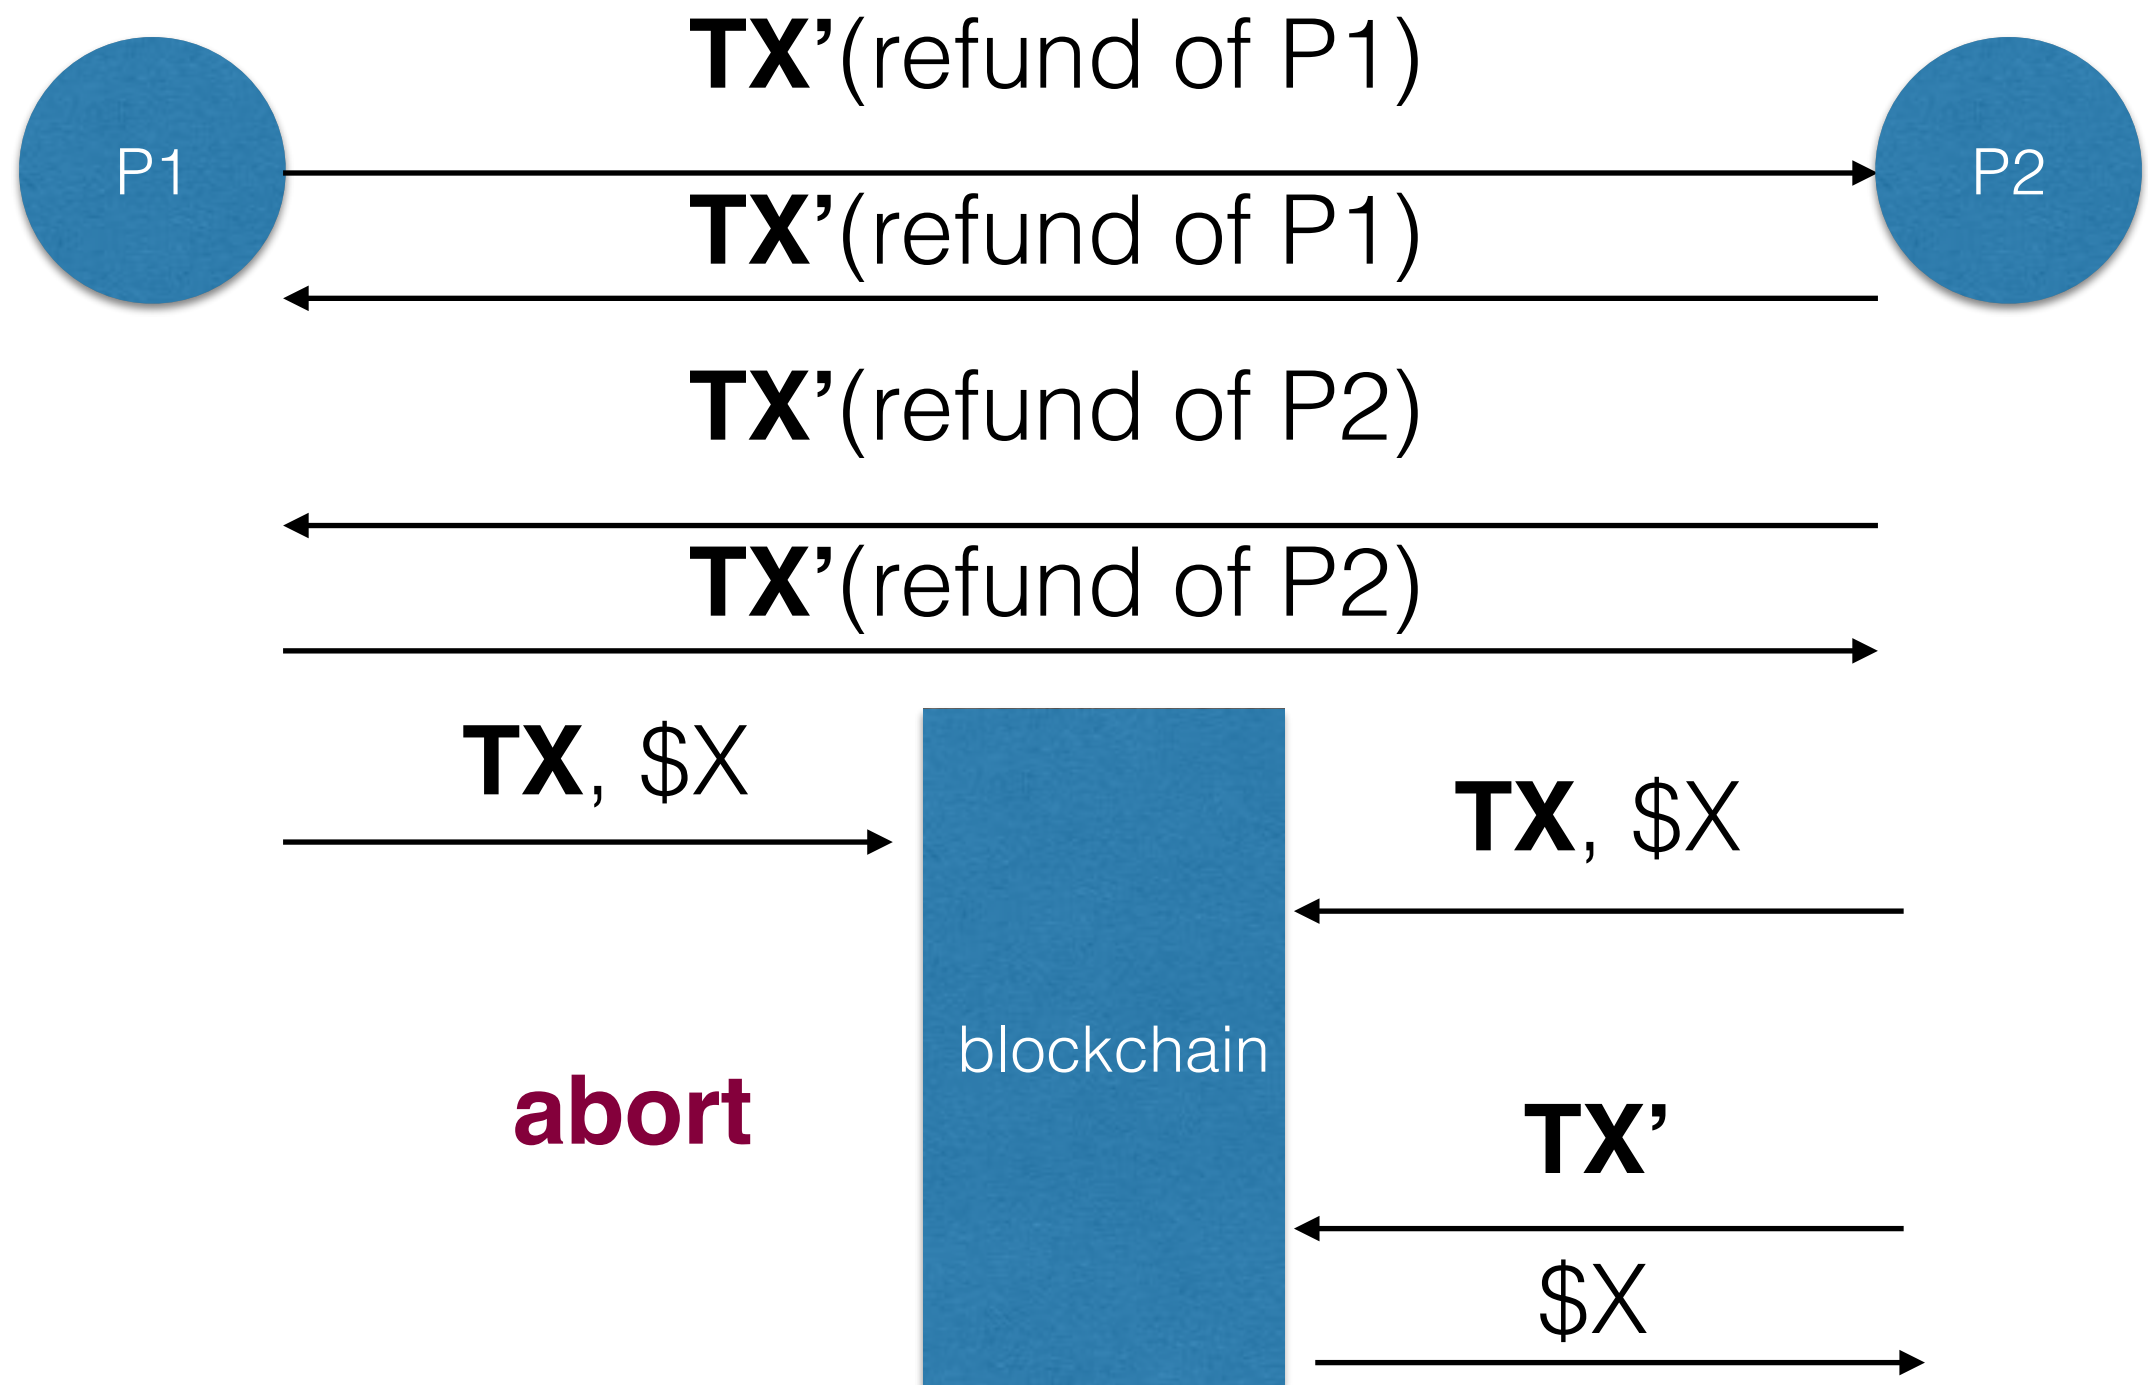 TX’(refund of P1)
P1
P2
TX’(refund of P1)
TX’(refund of P2)
TX’(refund of P2)
TX, $X
TX, $X
blockchain
abort
TX’
$X